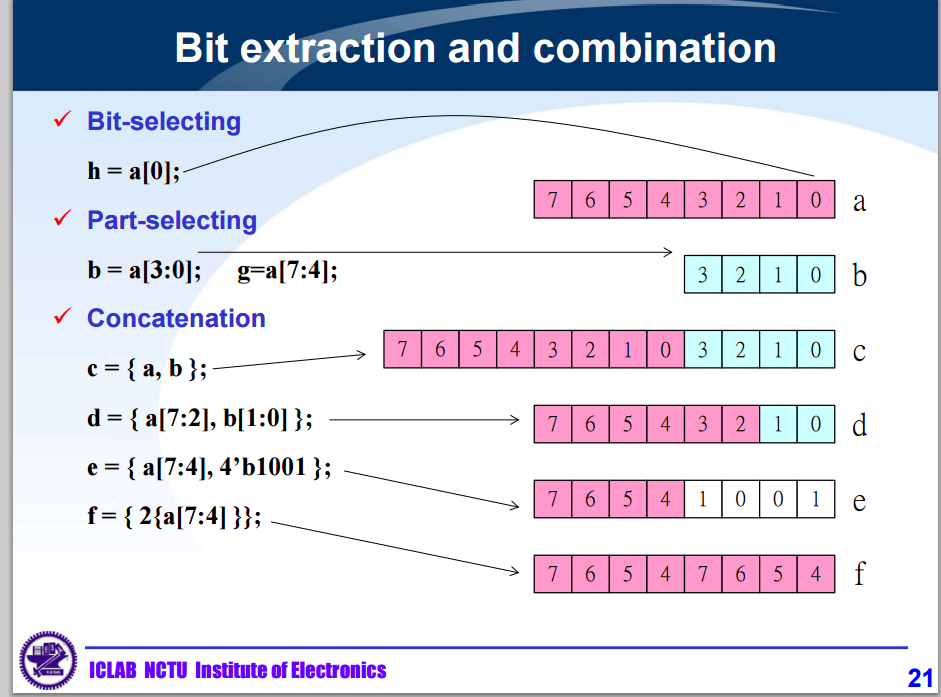 Bit extraction and combination
✓ Bit-selecting
h = a[0];
7 6 5 4 3 2 1 0 a
✓ Part-selecting
b = a[3:0]; g=a[7:4];
3 2 1 0 b
✓ Concatenation
c = { a, b };
7 6 5 4 3 2 1 0 3 2 1 0 c
d = { a[7:2], b[1:0] };
7 6 5 4 3 2 1 0 d
e = { a[7:4], 4’b1001 };
7 6 5 4 1 0 0 1 e
f = { 2{a[7:4] }};
7 6 5 4 7 6 5 4 f
ICLAB NCTU Institute of Electronics
21